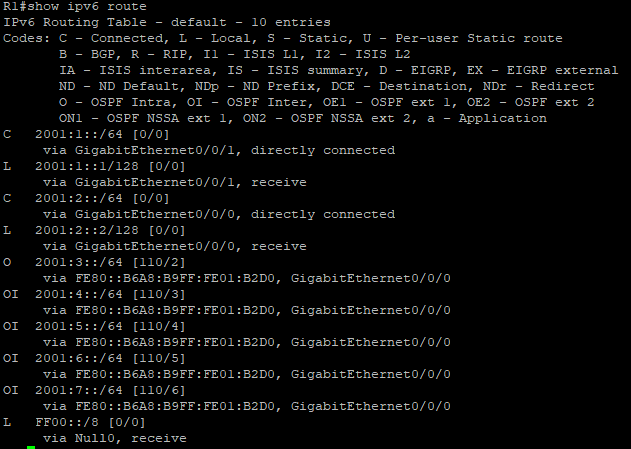 R1#show ipv6 route
IPv6 Routing Table - default - 10 entries
Codes: C - Connected, L - Local, S - Static, U - Per-user Static route
       B - BGP, R - RIP, I1 - ISIS L1, I2 - ISIS L2
       IA - ISIS interarea, IS - ISIS summary, D - EIGRP, EX - EIGRP external
       ND - ND Default, NDp - ND Prefix, DCE - Destination, NDr - Redirect
       O - OSPF Intra, OI - OSPF Inter, OE1 - OSPF ext 1, OE2 - OSPF ext 2
       ON1 - OSPF NSSA ext 1, ON2 - OSPF NSSA ext 2, a - Application
C   2001:1::/64 [0/0]
     via GigabitEthernet0/0/1, directly connected
L   2001:1::1/128 [0/0]
     via GigabitEthernet0/0/1, receive
C   2001:2::/64 [0/0]
     via GigabitEthernet0/0/0, directly connected
L   2001:2::2/128 [0/0]
     via GigabitEthernet0/0/0, receive
O   2001:3::/64 [110/2]
     via FE80::B6A8:B9FF:FE01:B2D0, GigabitEthernet0/0/0
OI  2001:4::/64 [110/3]
     via FE80::B6A8:B9FF:FE01:B2D0, GigabitEthernet0/0/0
OI  2001:5::/64 [110/4]
     via FE80::B6A8:B9FF:FE01:B2D0, GigabitEthernet0/0/0
OI  2001:6::/64 [110/5]
     via FE80::B6A8:B9FF:FE01:B2D0, GigabitEthernet0/0/0
OI  2001:7::/64 [110/6]
     via FE80::B6A8:B9FF:FE01:B2D0, GigabitEthernet0/0/0
L   FF00::/8 [0/0]
     via Null0, receive